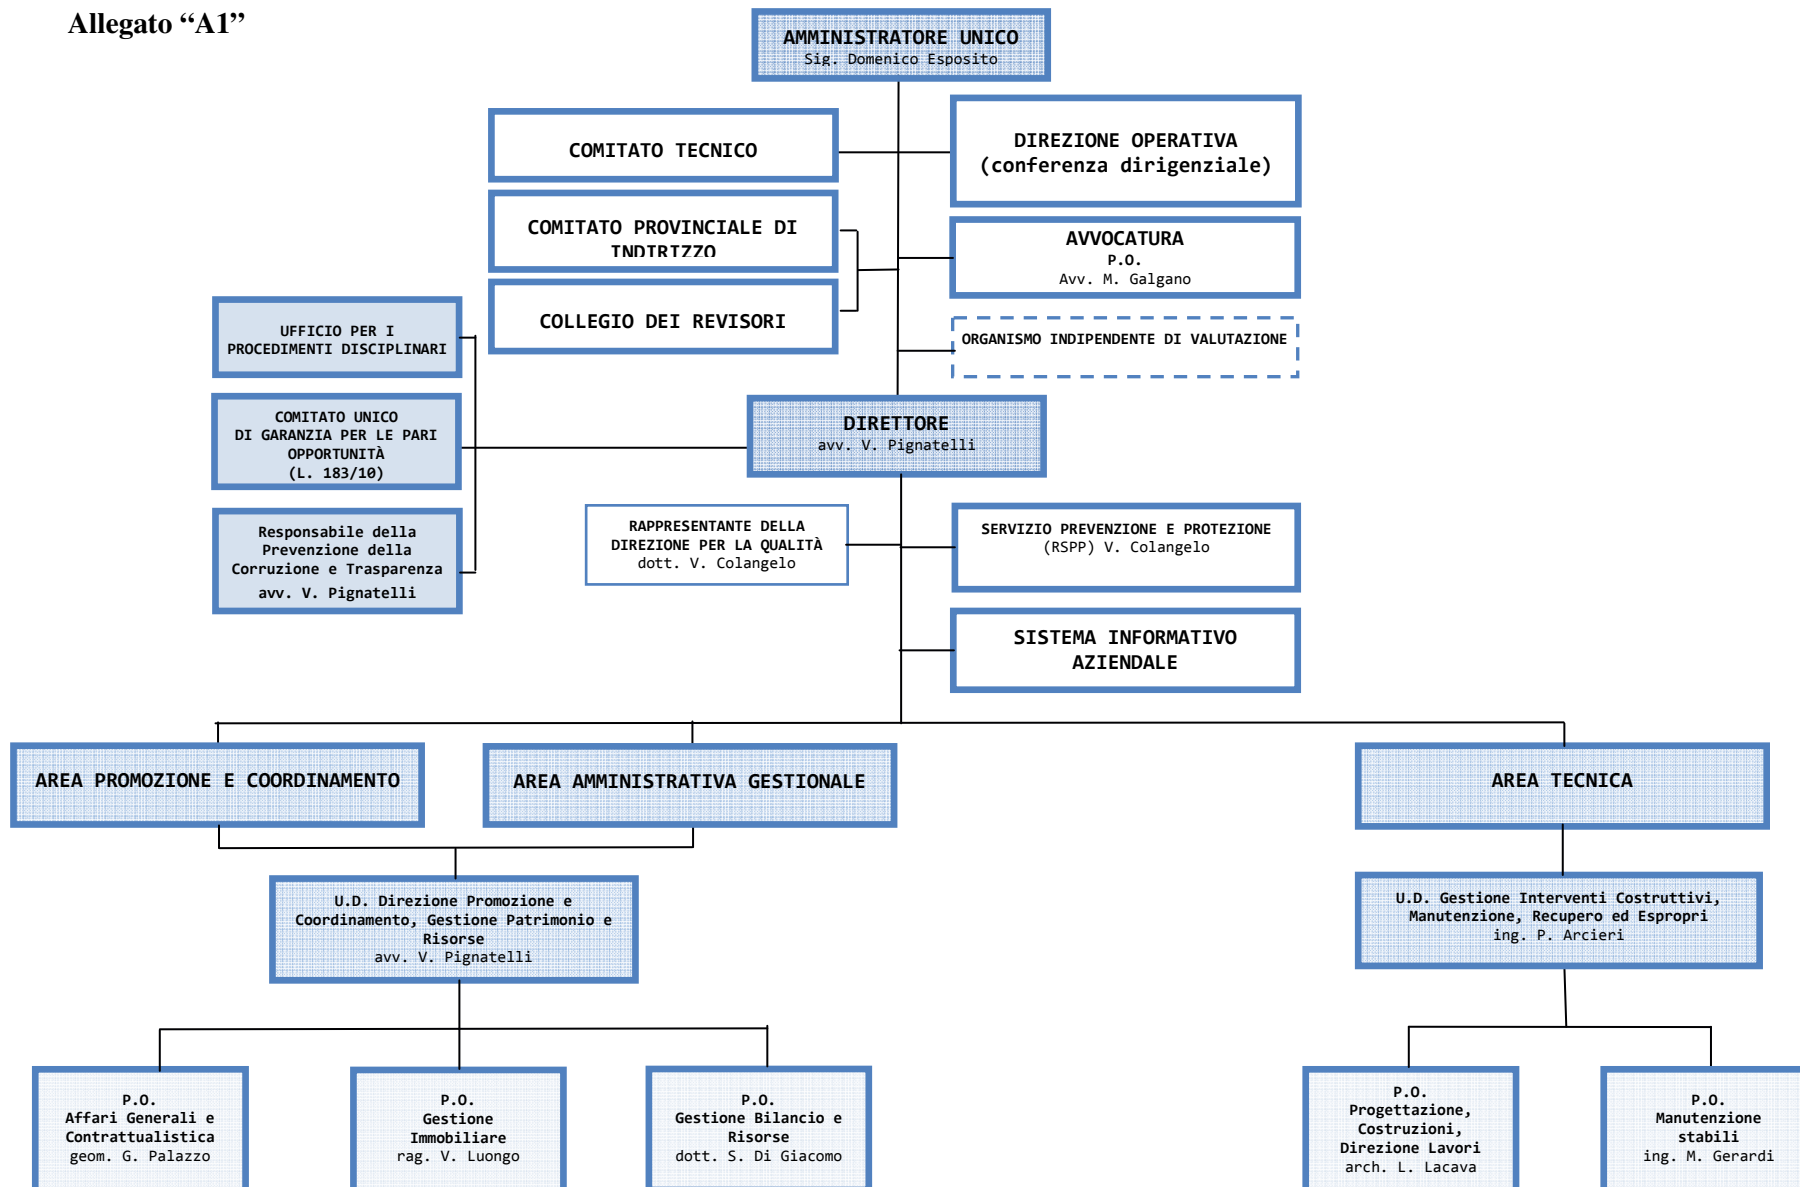 Allegato “A1”
AMMINISTRATORE UNICO
Sig. Domenico Esposito
COMITATO TECNICO
DIREZIONE OPERATIVA
(conferenza dirigenziale)
COMITATO PROVINCIALE DI
INDIRIZZO
AVVOCATURA
P.O.
Avv. M. Galgano
COLLEGIO DEI REVISORI
ORGANISMO INDIPENDENTE DI VALUTAZIONE
UFFICIO PER I
PROCEDIMENTI DISCIPLINARI
COMITATO UNICO
DI GARANZIA PER LE PARI
OPPORTUNITÀ
(L. 183/10)
DIRETTORE
avv. V. Pignatelli
Responsabile della
Prevenzione della
Corruzione e Trasparenza
avv. V. Pignatelli
RAPPRESENTANTE DELLA
DIREZIONE PER LA QUALITÀ
dott. V. Colangelo
SERVIZIO PREVENZIONE E PROTEZIONE
(RSPP) V. Colangelo
SISTEMA INFORMATIVO
AZIENDALE
AREA PROMOZIONE E COORDINAMENTO
AREA AMMINISTRATIVA GESTIONALE
AREA TECNICA
U.D. Direzione Promozione e
Coordinamento, Gestione Patrimonio e
Risorse
avv. V. Pignatelli
U.D. Gestione Interventi Costruttivi,
Manutenzione, Recupero ed Espropri
ing. P. Arcieri
P.O.
Affari Generali e
Contrattualistica
geom. G. Palazzo
P.O.
Gestione
Immobiliare
rag. V. Luongo
P.O.
Gestione Bilancio e
Risorse
dott. S. Di Giacomo
P.O.
Progettazione,
Costruzioni,
Direzione Lavori
arch. L. Lacava
P.O.
Manutenzione
stabili
ing. M. Gerardi